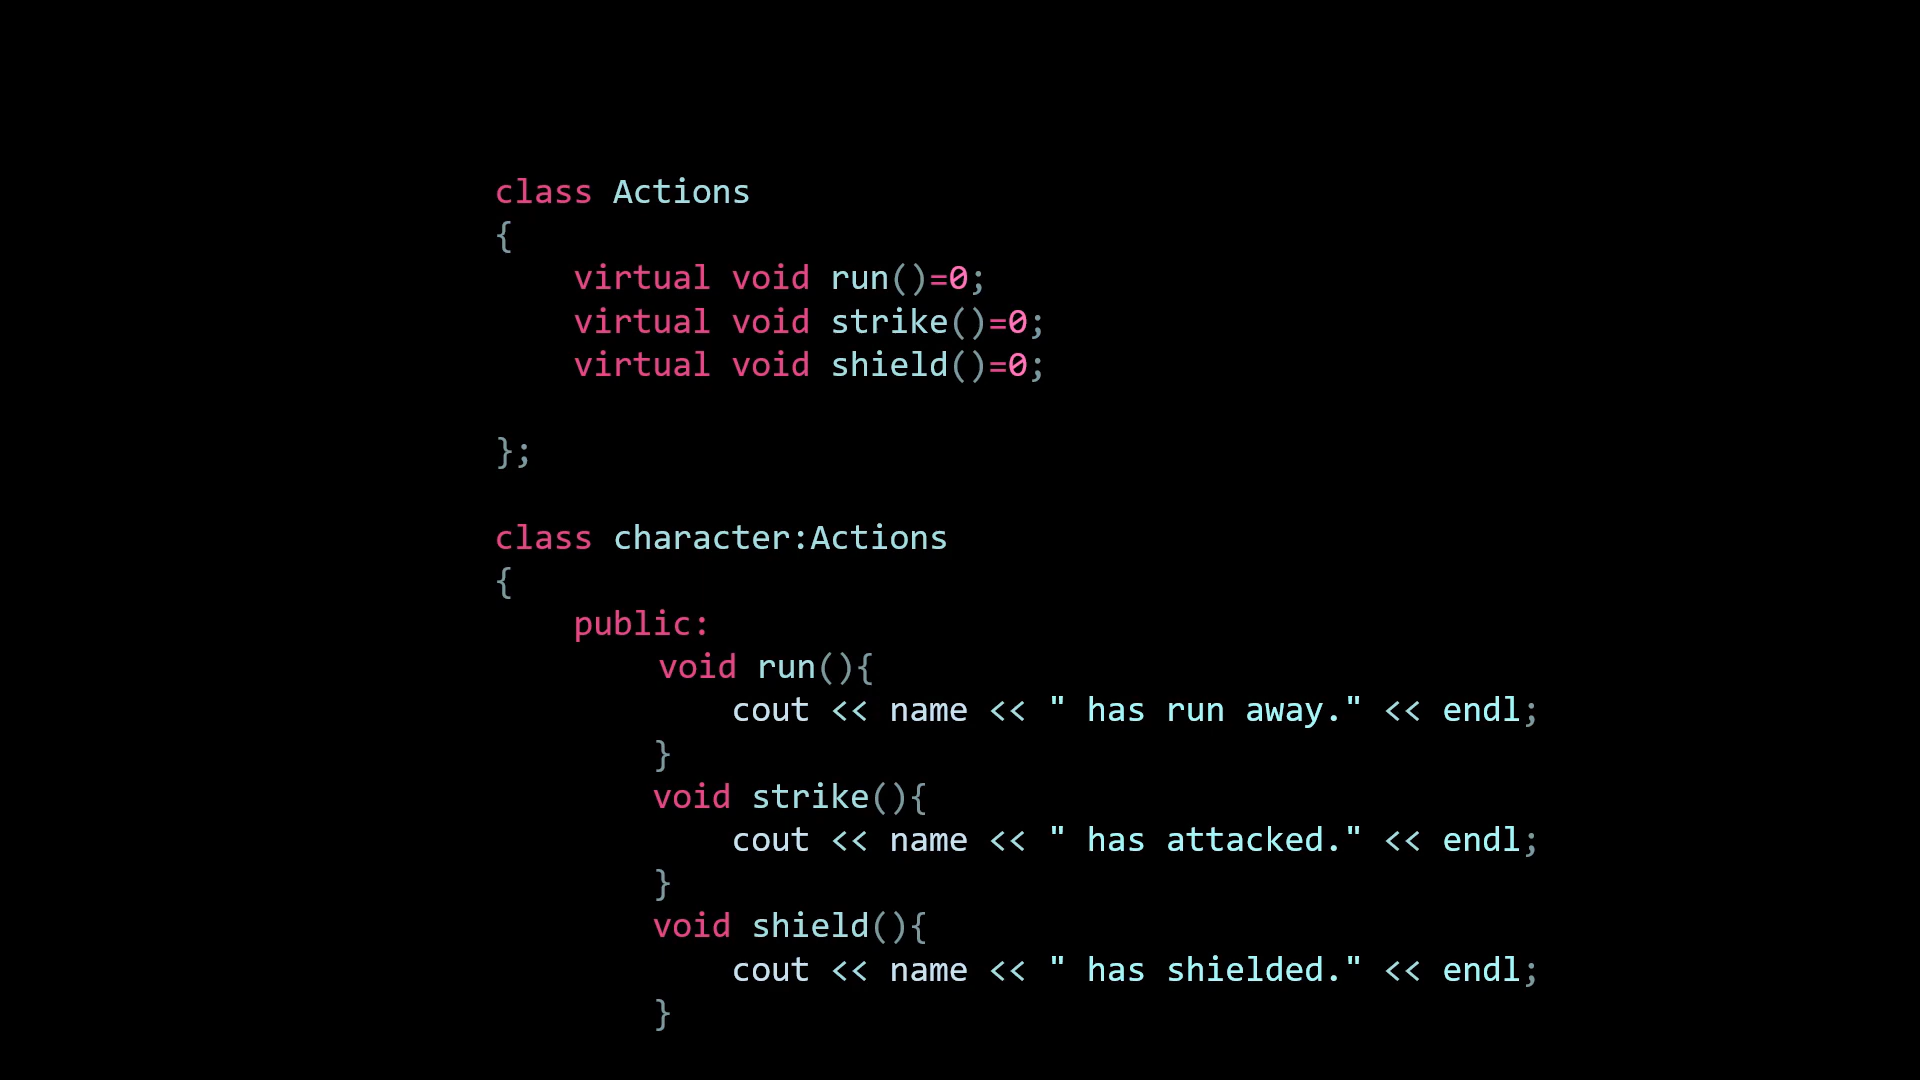 class Actions
{
    virtual void run()=0;
    virtual void strike()=0;
    virtual void shield()=0;

};

class character:Actions
{
    public:
        void run(){
            cout << name << " has run away." << endl;
        }
        void strike(){
            cout << name << " has attacked." << endl;
        }
        void shield(){
            cout << name << " has shielded." << endl;
        }